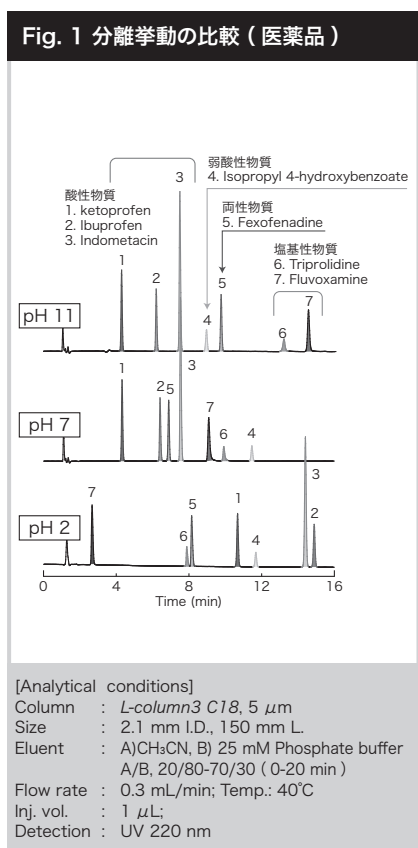 Fig. 1 分離挙動の比較 ( 医薬品 )
酸性物質
1. ketoprofen
2. Ibuprofen
3. Indometacin
弱酸性物質
4. Isopropyl 4-hydroxybenzoate
両性物質
5. Fexofenadine
塩基性物質
6. Triprolidine
7. Fluvoxamine
pH 11
1 2 3 4 5 6 7
pH 7
1 2 5 3 7 6 4
pH 2
7 6 5 1 4 3 2
0 4 8 12 16
Time (min)
[Analytical conditions]
Column : L-column3 C18, 5 μm
Size : 2.1 mm I.D., 150 mm L.
Eluent : A)CH₃CN, B) 25 mM Phosphate buffer
A/B, 20/80-70/30 ( 0-20 min )
Flow rate : 0.3 mL/min; Temp.: 40℃
Inj. vol. : 1 μL;
Detection : UV 220 nm